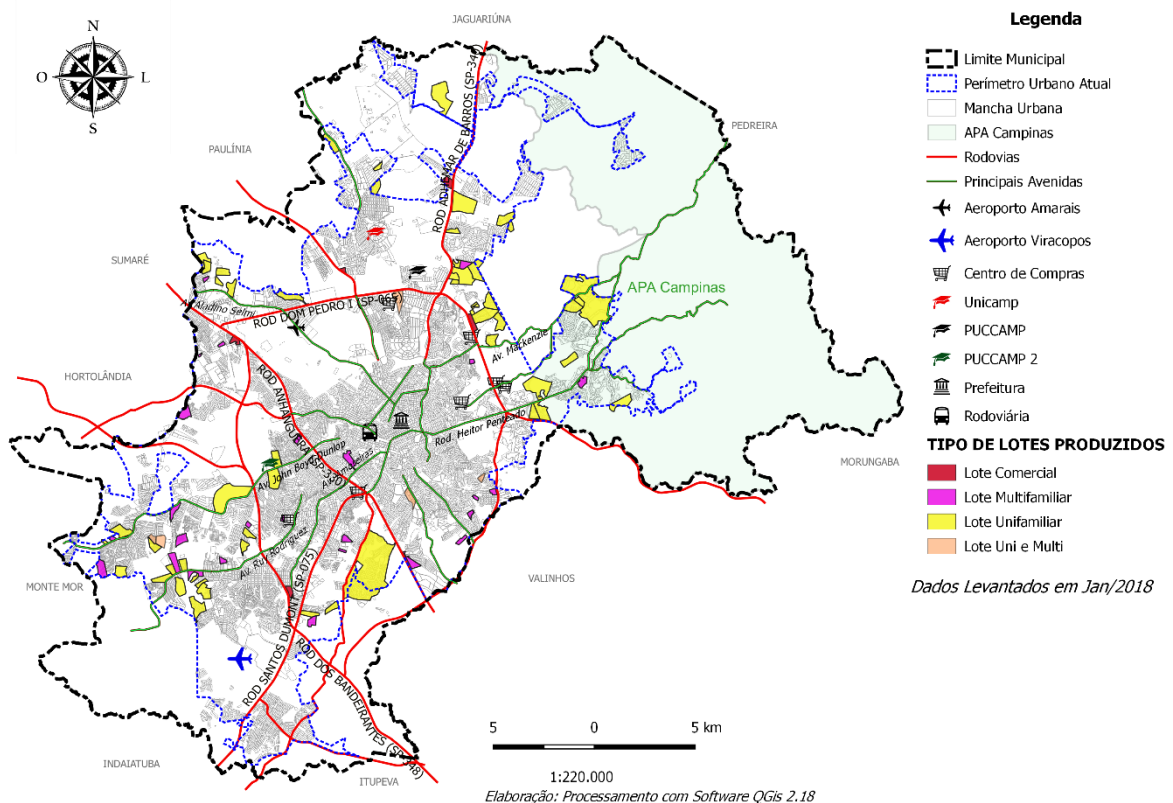 JAGUARIÚNA
N
O
L
S
PEDREIRA
PAULÍNIA
ROD ADHEMAR DE BARROS (SP-340)
SUMARÉ
APA Campinas
Av Aladino Selmi
ROD DOM PEDRO I (SP-065)
Av. Mackenzie
HORTOLÂNDIA
ROD ANHANGUERA (SP-330)
Rod. Heitor Penteado
Av. John Boyd Dunlop
MORUNGABA
Av. Ruy Rodriguez
ROD SANTOS DUMONT (SP-075)
MONTE MOR
VALINHOS
ROD DOS BANDEIRANTES (SP-348)
INDAIATUBA
ITUPEVA
5 0 5 km
1:220.000
Elaboração: Processamento com Software QGis 2.18
Legenda
Limite Municipal
Perímetro Urbano Atual
Mancha Urbana
APA Campinas
Rodovias
Principais Avenidas
Aeroporto Amarais
Aeroporto Viracopos
Centro de Compras
Unicamp
PUCCAMP
PUCCAMP 2
Prefeitura
Rodoviária
TIPO DE LOTES PRODUZIDOS
Lote Comercial
Lote Multifamiliar
Lote Unifamiliar
Lote Uni e Multi
Dados Levantados em Jan/2018